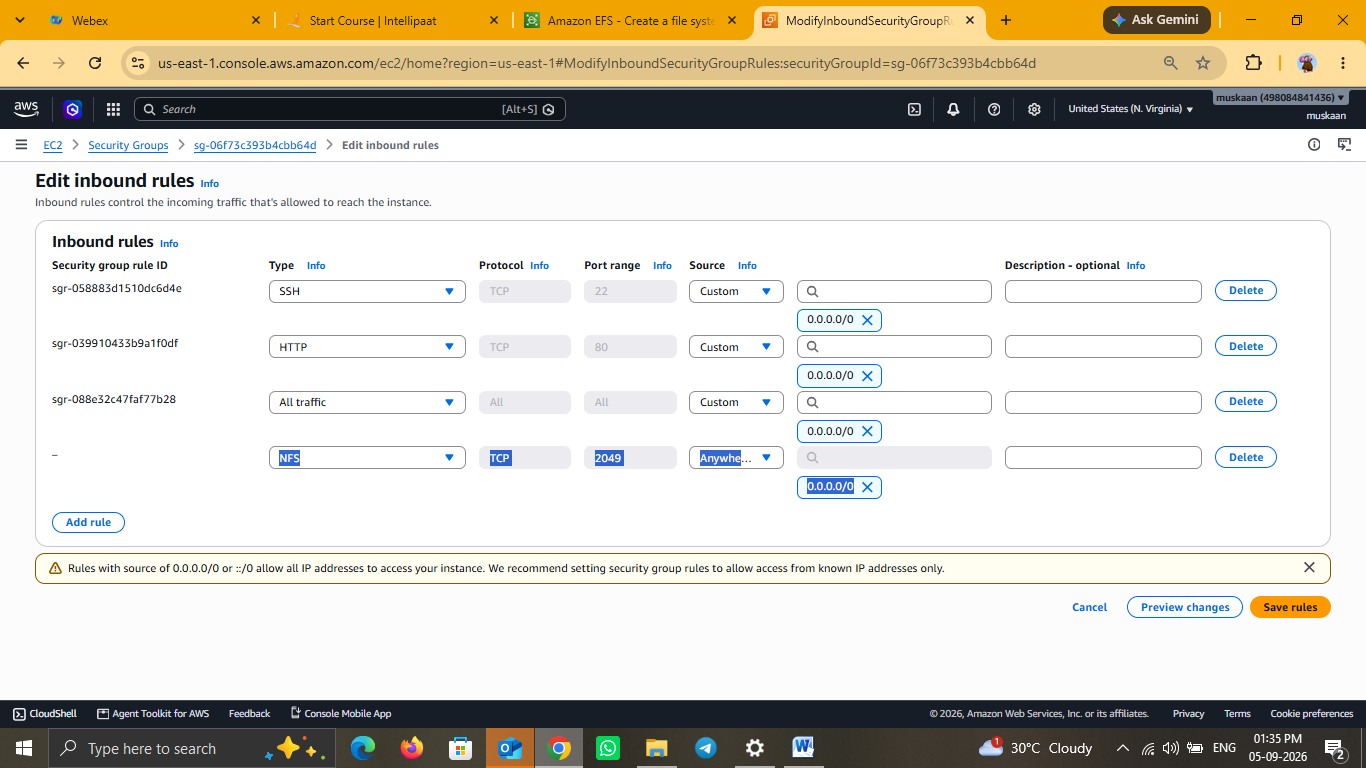 Webex
Start Course | Intellipaat
Amazon EFS - Create a file syste
ModifyInboundSecurityGroupRu
Ask Gemini
us-east-1.console.aws.amazon.com/ec2/home?region=us-east-1#ModifyInboundSecurityGroupRules:securityGroupId=sg-06f73c393b4cbb64d
aws
Search
[Alt+S]
United States (N. Virginia)
muskaan (498084841436)
muskaan
EC2
Security Groups
sg-06f73c393b4cbb64d
Edit inbound rules
Edit inbound rules Info
Inbound rules control the incoming traffic that's allowed to reach the instance.
Inbound rules Info
Security group rule ID Type Info Protocol Info Port range Info Source Info Description - optional Info
sgr-058883d1510dc6d4e SSH TCP 22 Custom Delete
0.0.0.0/0
sgr-039910433b9a1f0df HTTP TCP 80 Custom Delete
0.0.0.0/0
sgr-088e32c47faf77b28 All traffic All All Custom Delete
0.0.0.0/0
– NFS TCP 2049 Anywhe... Delete
0.0.0.0/0
Add rule
Rules with source of 0.0.0.0/0 or ::/0 allow all IP addresses to access your instance. We recommend setting security group rules to allow access from known IP addresses only.
Cancel Preview changes Save rules
CloudShell Agent Toolkit for AWS Feedback Console Mobile App © 2026, Amazon Web Services, Inc. or its affiliates. Privacy Terms Cookie preferences
Type here to search
30°C Cloudy
ENG
01:35 PM
05-09-2026
1
2